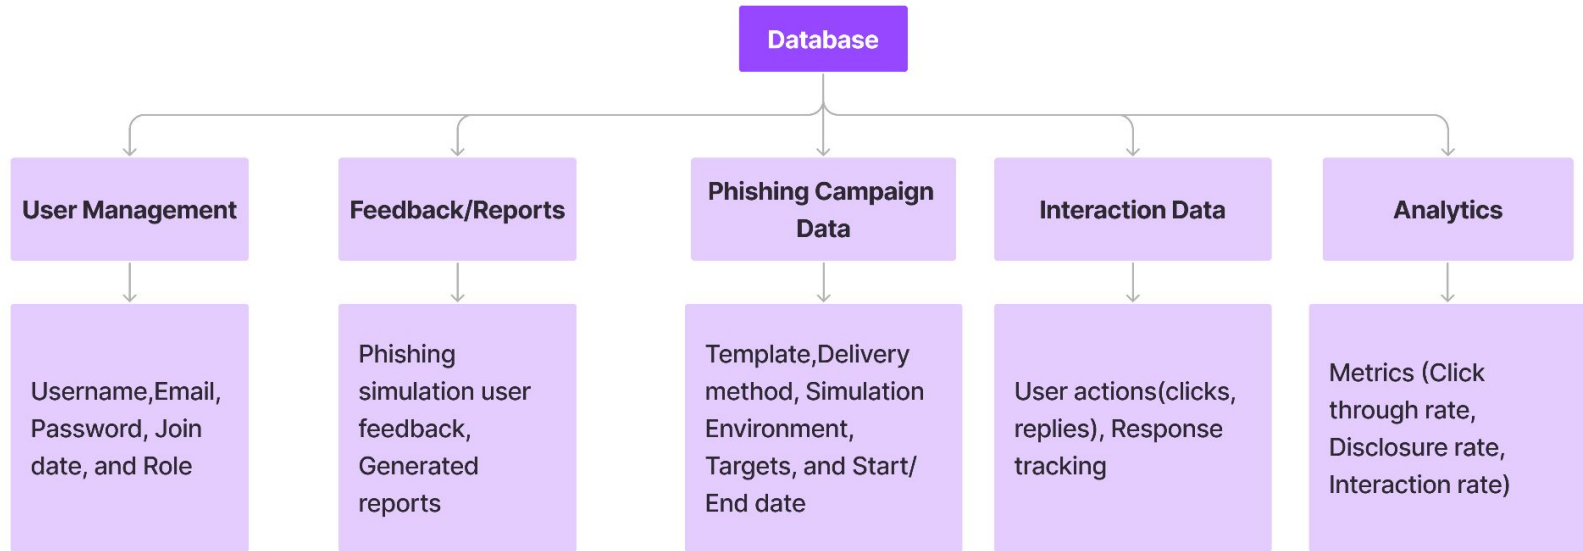 Database
User Management
Feedback/Reports
Phishing Campaign
Data
Interaction Data
Analytics
Username,Email,
Password, Join
date, and Role
Phishing
simulation user
feedback,
Generated
reports
Template,Delivery
method, Simulation
Environment,
Targets, and Start/
End date
User actions(clicks,
replies), Response
tracking
Metrics (Click
through rate,
Disclosure rate,
Interaction rate)